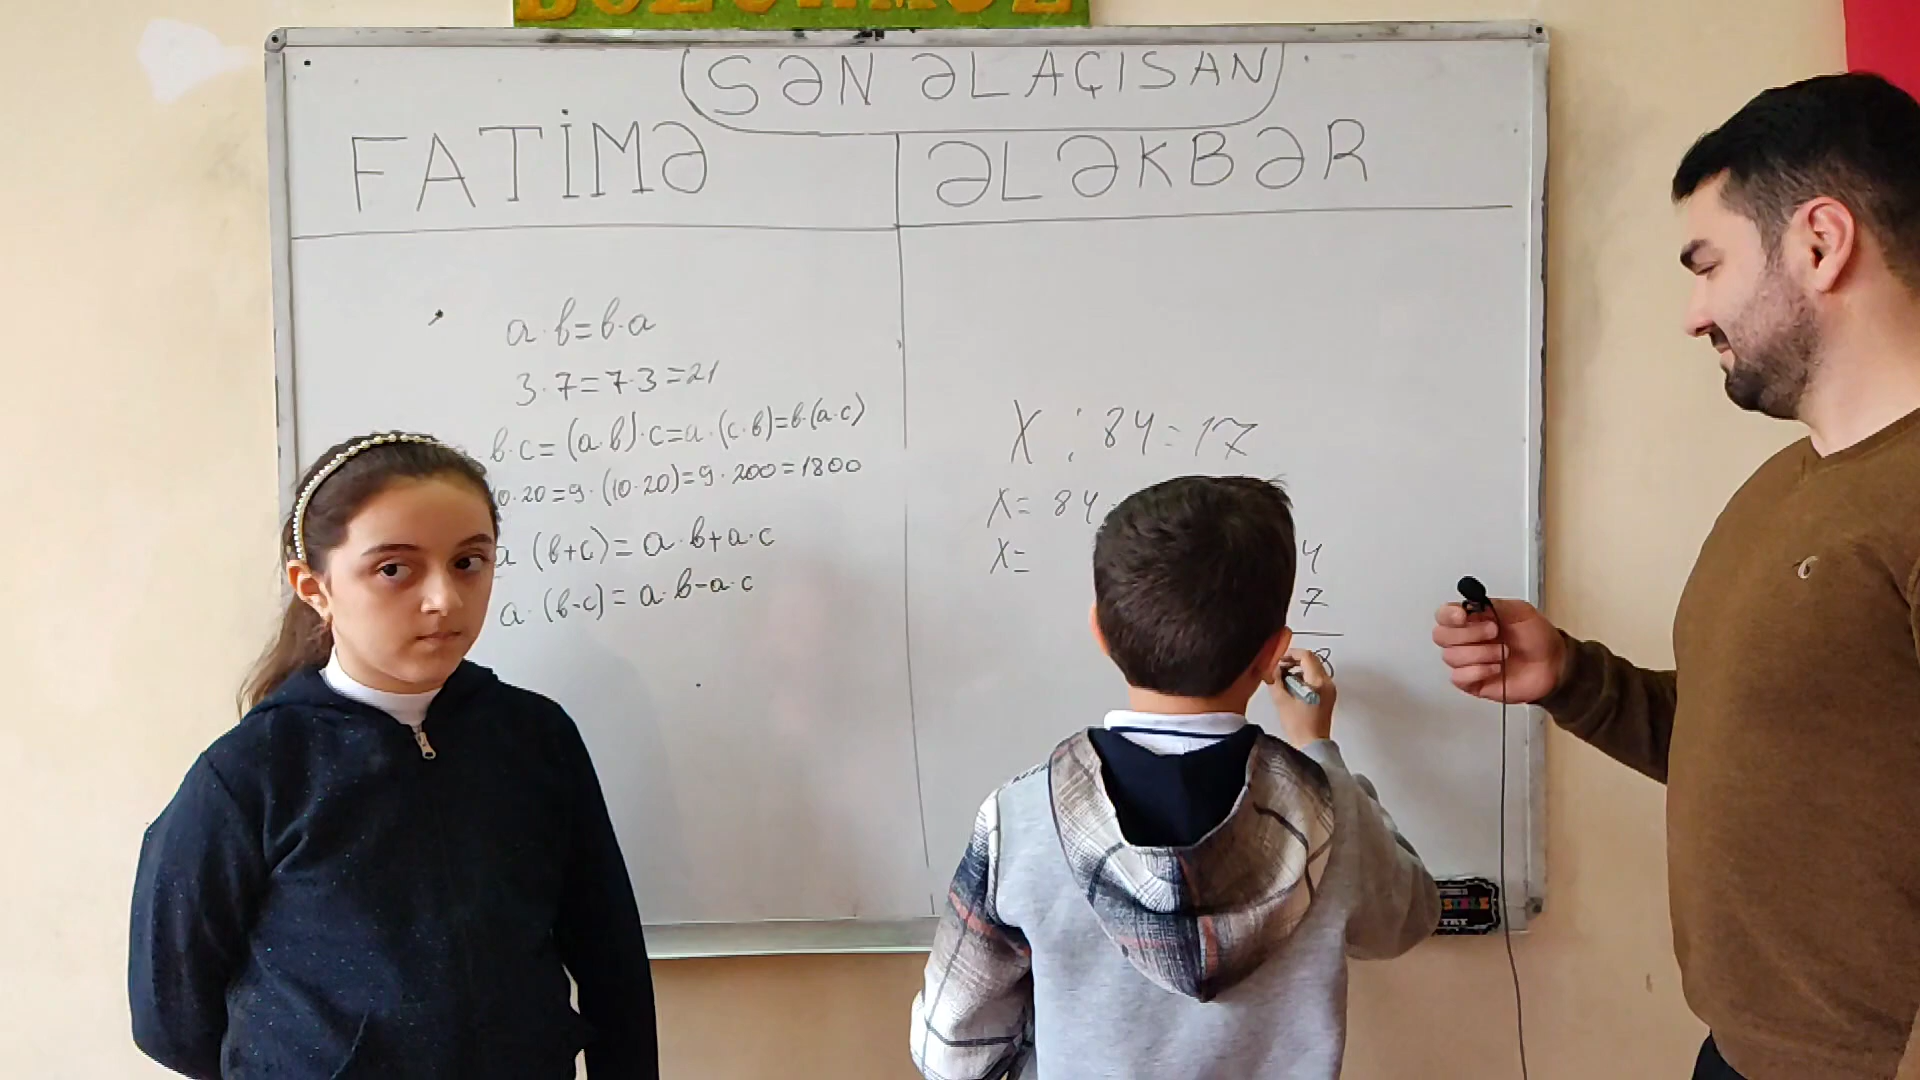 SƏN ƏLAÇISAN
FATİMƏ
ƏLƏKBƏR
a·b=b·a
3·7=7·3=21
b·c=(a·b)·c=a·(c·b)=b·(a·c)
10·20=9·(10·20)=9·200=1800
a (b+c)=a·b+a·c
a·(b-c)=a·b-a·c
X:84=17
X=84
X=
4
7
8